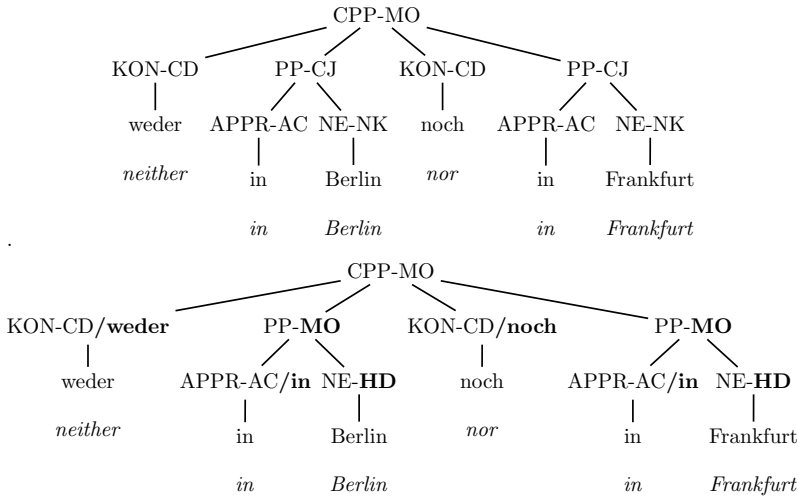 CPP-MO
KON-CD PP-CJ KON-CD PP-CJ
weder APPR-AC NE-NK noch APPR-AC NE-NK
neither in Berlin nor in Frankfurt
in Berlin in Frankfurt
.
CPP-MO
KON-CD/weder PP-MO KON-CD/noch PP-MO
weder APPR-AC/in NE-HD noch APPR-AC/in NE-HD
neither in Berlin nor in Frankfurt
in Berlin in Frankfurt